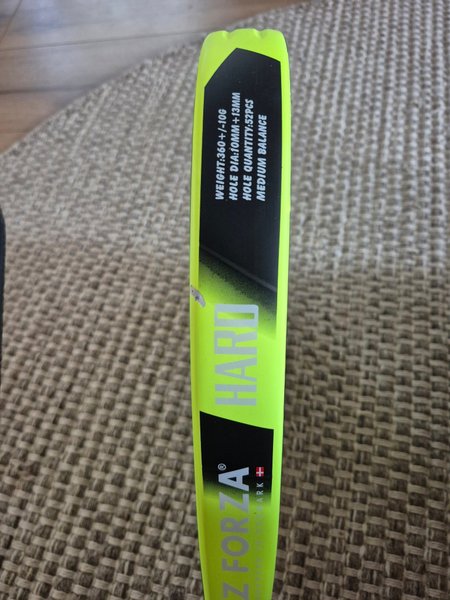 WEIGHT:360+/-10G
HOLE DIA:10MM+13MM
HOLE QUANTITY:52PCS
MEDIUM BALANCE
HARD
Z FORZA®